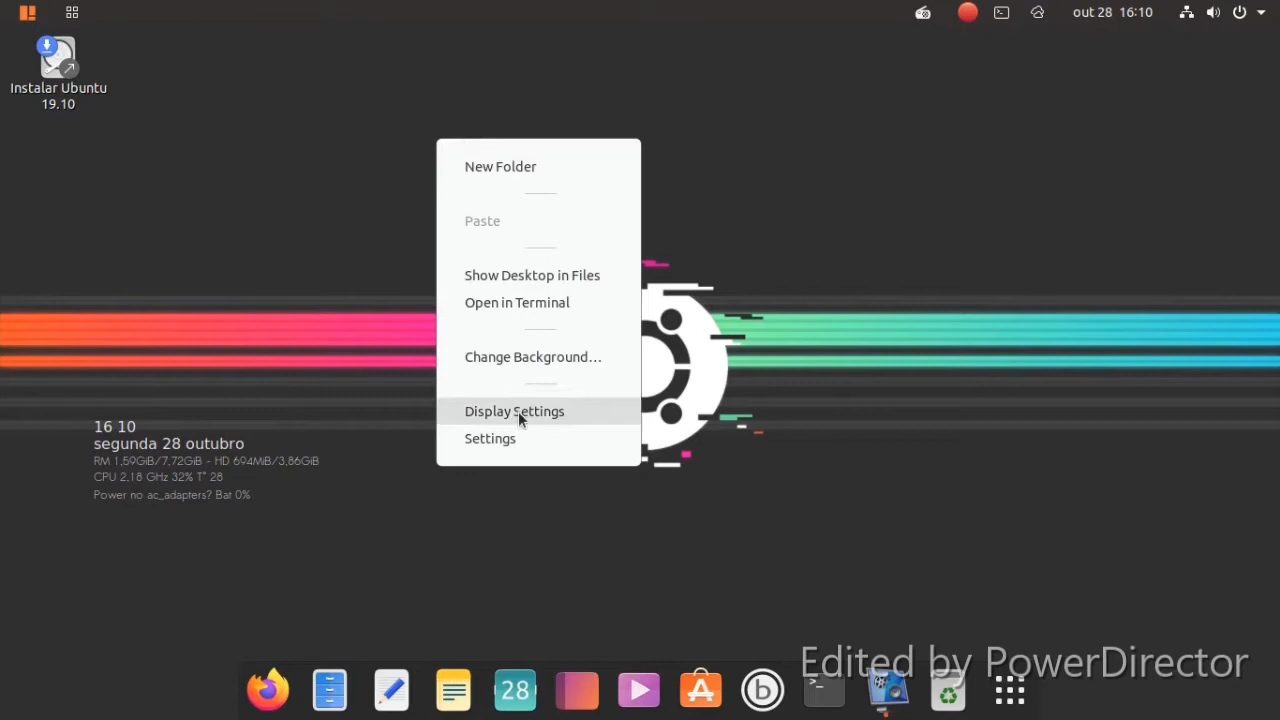 out 28 16:10
Instalar Ubuntu
19.10
New Folder
Paste
Show Desktop in Files
Open in Terminal
Change Background...
Display Settings
Settings
16 10
segunda 28 outubro
RM 1,59GiB/7,72GiB - HD 694MiB/3,86GiB
CPU 2,18 GHz 32% T° 28
Power no ac_adapters? Bat 0%
Edited by PowerDirector
28
b
>_